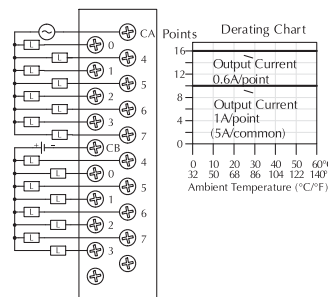 CA
L 0
L 4
L 1
L 5
L 2
L 6
L 3
L 7
+ - CB
L 4
L 0
L 5
L 1
L 6
L 2
L 7
L 3
Points Derating Chart
16
12
8
4
0
Output Current
0.6A/point
Output Current
1A/point
(5A/common)
0 10 20 30 40 50 60°C
32 50 68 86 104 122 140°F
Ambient Temperature (°C/°F)